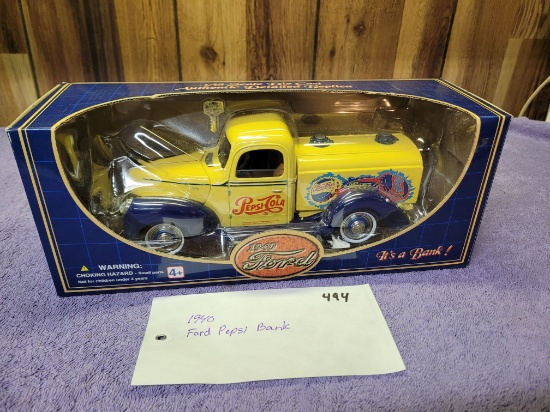 Authentic Detailed Replica
PEPSI-COLA
1940
Ford
It's a Bank!
WARNING:
CHOKING HAZARD - Small parts.
Not for children under 4 years
4+
494
1940
Ford Pepsi Bank